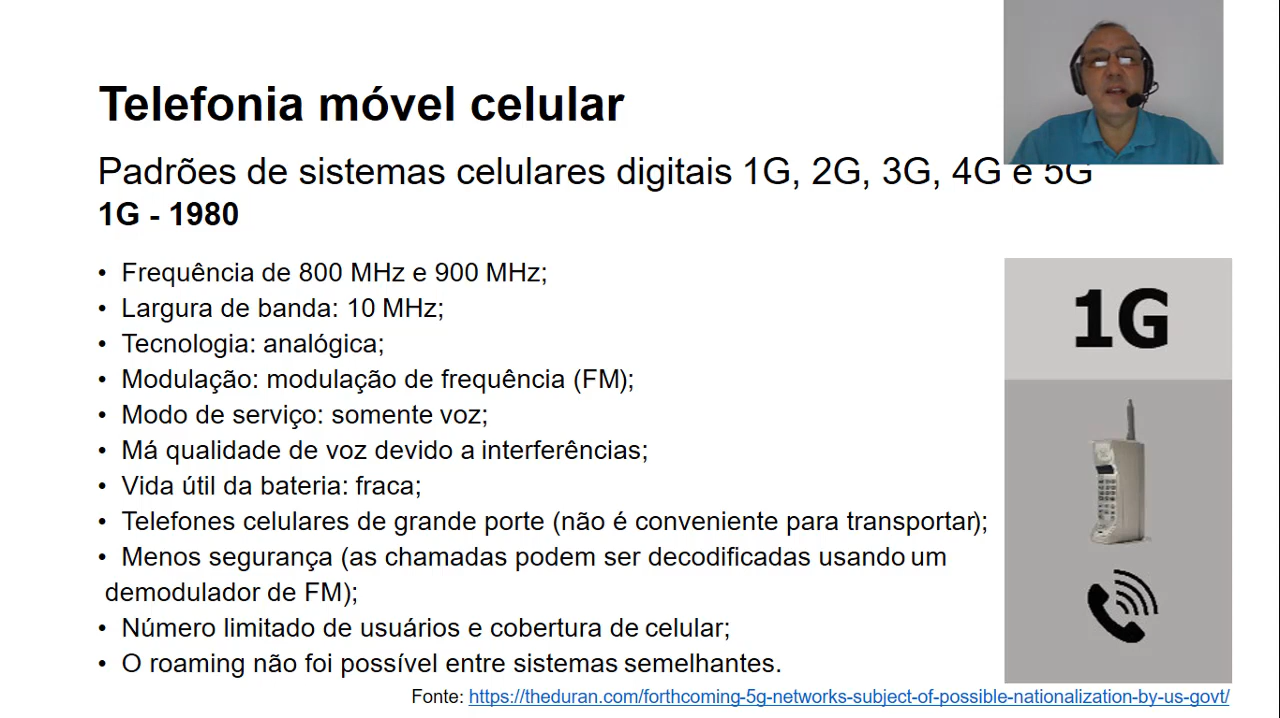 Telefonia móvel celular
Padrões de sistemas celulares digitais 1G, 2G, 3G, 4G e 5G
1G - 1980
• Frequência de 800 MHz e 900 MHz;
• Largura de banda: 10 MHz;
• Tecnologia: analógica;
• Modulação: modulação de frequência (FM);
• Modo de serviço: somente voz;
• Má qualidade de voz devido a interferências;
• Vida útil da bateria: fraca;
• Telefones celulares de grande porte (não é conveniente para transportar);
• Menos segurança (as chamadas podem ser decodificadas usando um
demodulador de FM);
• Número limitado de usuários e cobertura de celular;
• O roaming não foi possível entre sistemas semelhantes.
1G
Fonte: https://theduran.com/forthcoming-5g-networks-subject-of-possible-nationalization-by-us-govt/